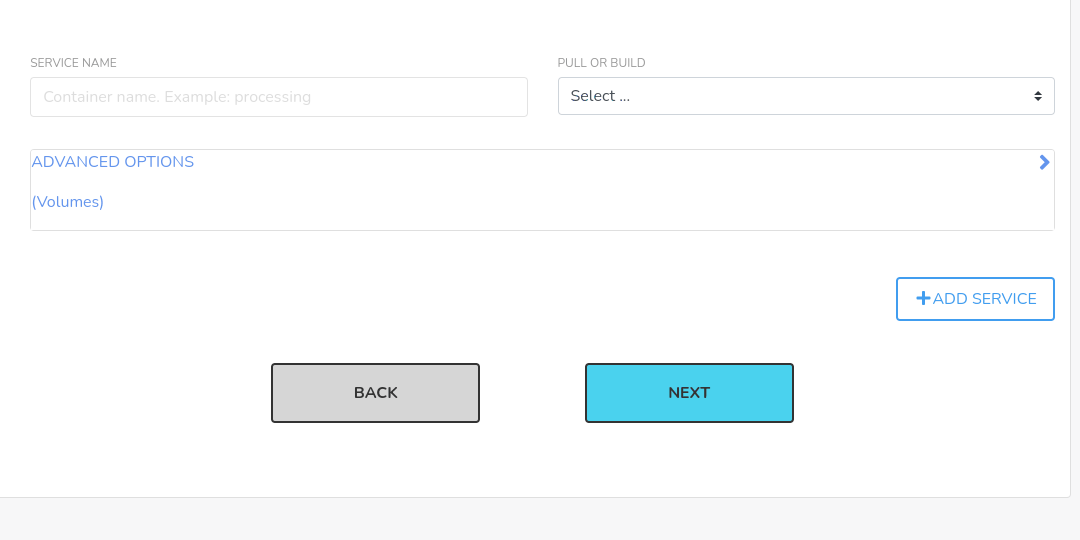 SERVICE NAME
PULL OR BUILD
Container name. Example: processing
Select ...
ADVANCED OPTIONS
(Volumes)
ADD SERVICE
BACK
NEXT